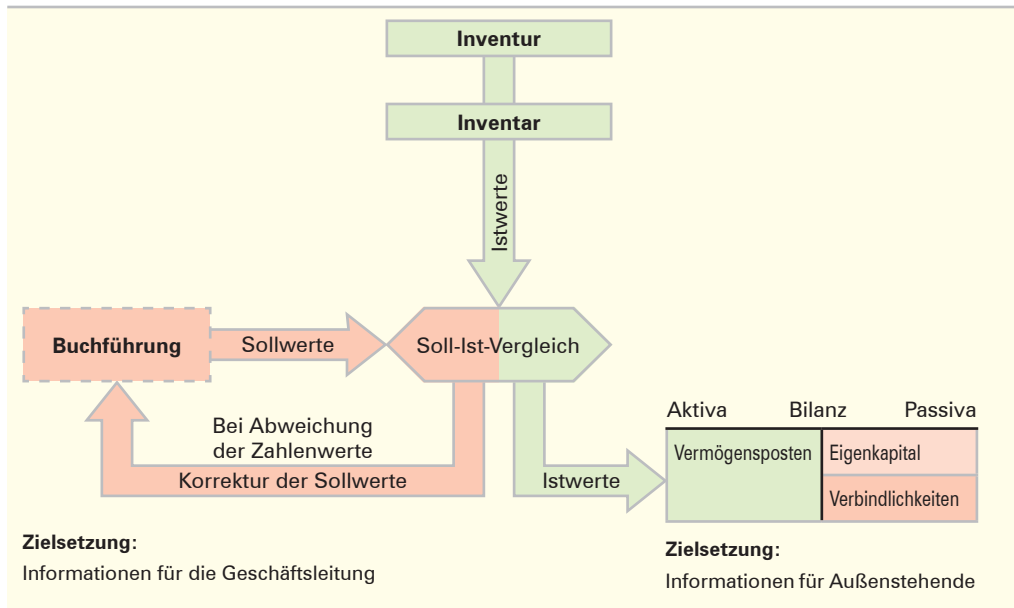 Inventur
Inventar
Istwerte
Buchführung
Sollwerte
Soll-Ist-Vergleich
Bei Abweichung
der Zahlenwerte
Korrektur der Sollwerte
Istwerte
Aktiva Bilanz Passiva
Vermögensposten Eigenkapital
Verbindlichkeiten
Zielsetzung:
Informationen für die Geschäftsleitung
Zielsetzung:
Informationen für Außenstehende